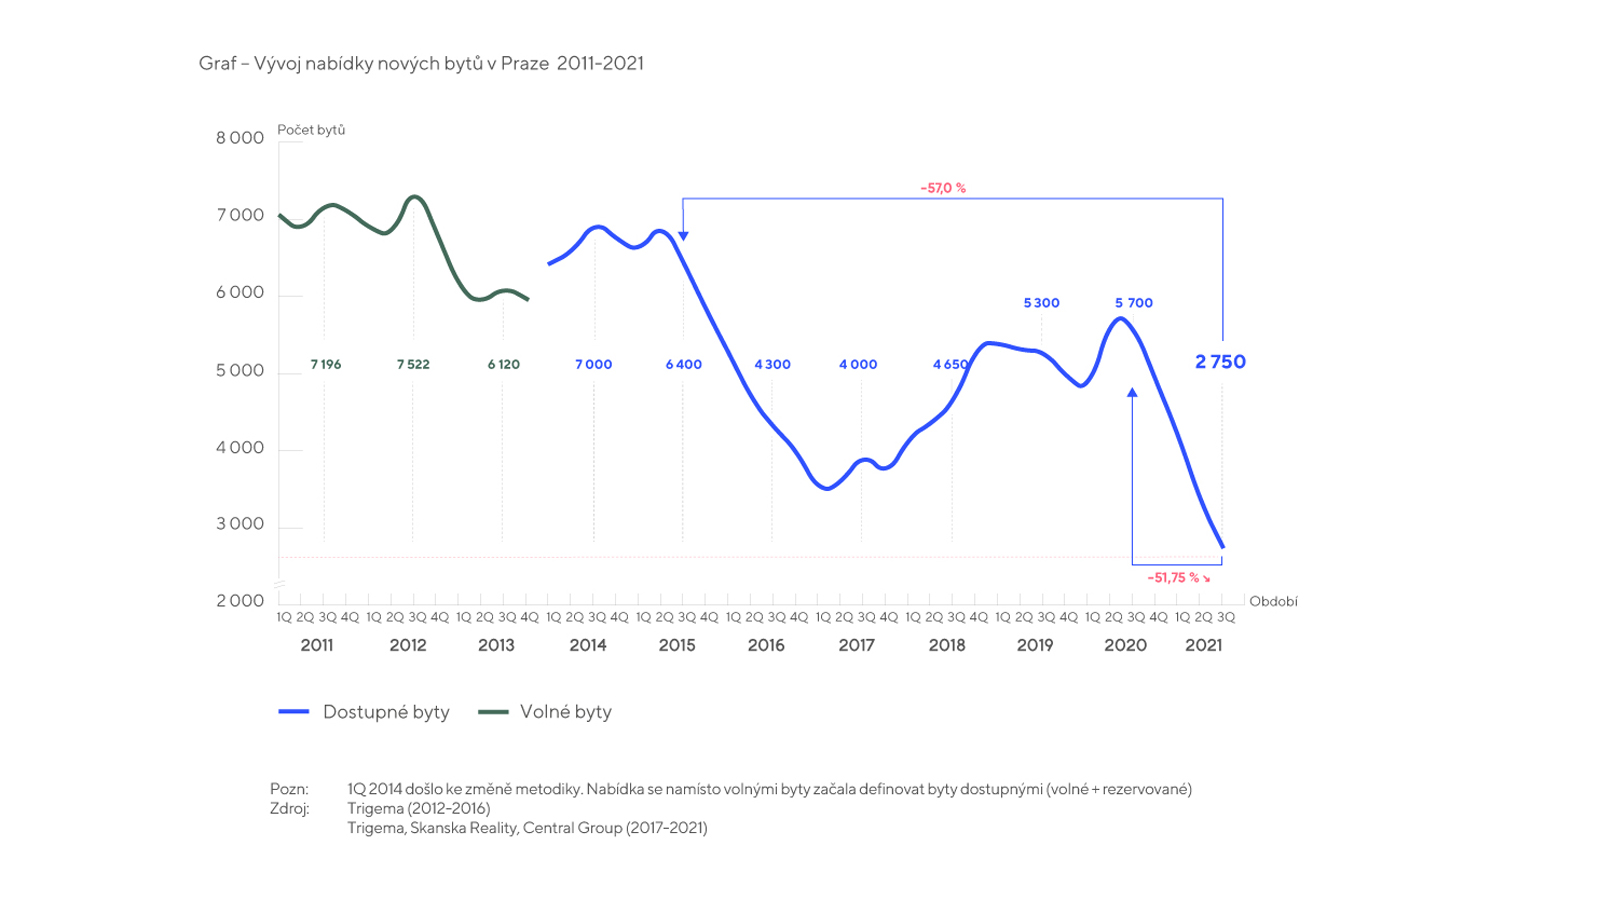 Graf – Vývoj nabídky nových bytů v Praze 2011-2021
Počet bytů
8 000
7 000
6 000
5 000
4 000
3 000
2 000
−57,0 %
5 300
5 700
7 196
7 522
6 120
7 000
6 400
4 300
4 000
4 650
2 750
−51,75 % ↘
Období
1Q 2Q 3Q 4Q 1Q 2Q 3Q 4Q 1Q 2Q 3Q 4Q 1Q 2Q 3Q 4Q 1Q 2Q 3Q 4Q 1Q 2Q 3Q 4Q 1Q 2Q 3Q 4Q 1Q 2Q 3Q 4Q 1Q 2Q 3Q 4Q 1Q 2Q 3Q 4Q 1Q 2Q 3Q
2011 2012 2013 2014 2015 2016 2017 2018 2019 2020 2021
Dostupné byty Volné byty
Pozn: 1Q 2014 došlo ke změně metodiky. Nabídka se namísto volnými byty začala definovat byty dostupnými (volné + rezervované)
Zdroj: Trigema (2012-2016)
Trigema, Skanska Reality, Central Group (2017-2021)